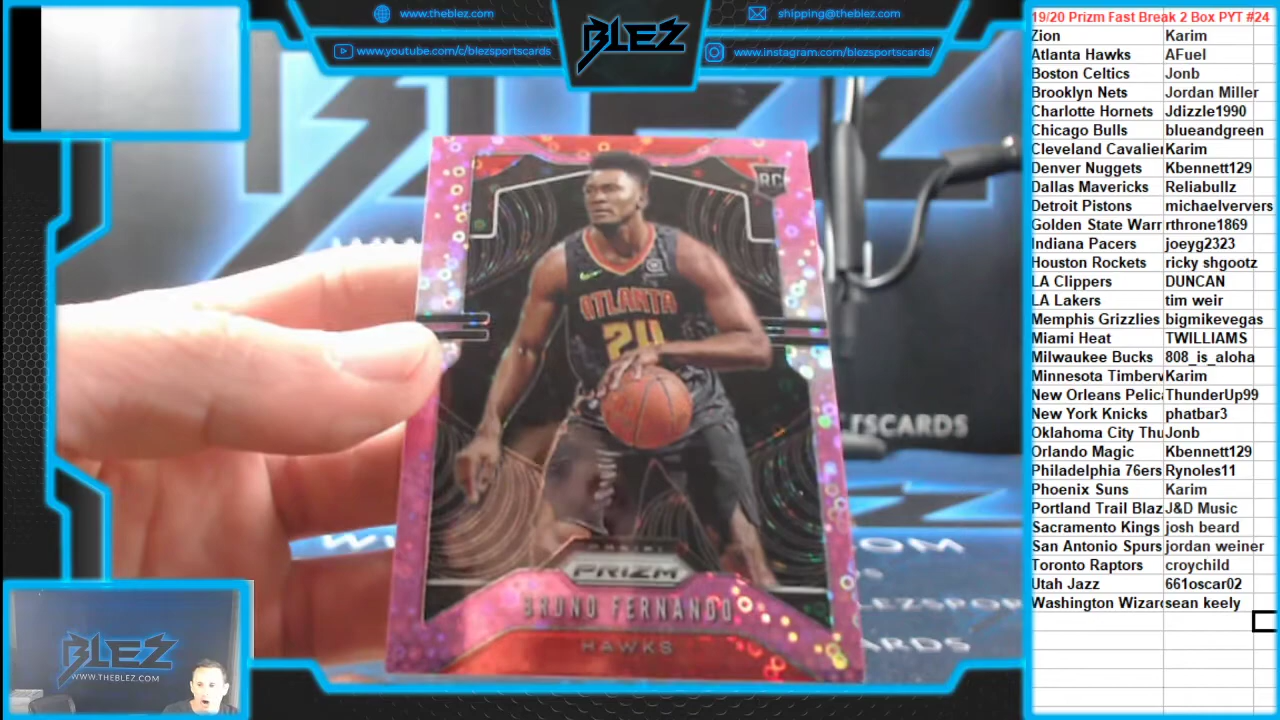 www.theblez.com
shipping@theblez.com
www.youtube.com/c/blezsportscards
www.instagram.com/blezsportscards/
BLEZ
19/20 Prizm Fast Break 2 Box PYT #24
Zion Karim
Atlanta Hawks AFuel
Boston Celtics Jonb
Brooklyn Nets Jordan Miller
Charlotte Hornets Jdizzle1990
Chicago Bulls blueandgreen
Cleveland Cavalier Karim
Denver Nuggets Kbennett129
Dallas Mavericks Reliabullz
Detroit Pistons michaelververs
Golden State Warr rthrone1869
Indiana Pacers joeyg2323
Houston Rockets ricky shgootz
LA Clippers DUNCAN
LA Lakers tim weir
Memphis Grizzlies bigmikevegas
Miami Heat TWILLIAMS
Milwaukee Bucks 808_is_aloha
Minnesota Timberv Karim
New Orleans Pelic ThunderUp99
New York Knicks phatbar3
Oklahoma City Thu Jonb
Orlando Magic Kbennett129
Philadelphia 76ers Rynoles11
Phoenix Suns Karim
Portland Trail Blaz J&D Music
Sacramento Kings josh beard
San Antonio Spurs jordan weiner
Toronto Raptors croychild
Utah Jazz 661oscar02
Washington Wizard sean keely
RC
ATLANTA
24
PANINI
PRIZM
BRUNO FERNANDO
HAWKS
BLEZ
WWW.THEBLEZ.COM